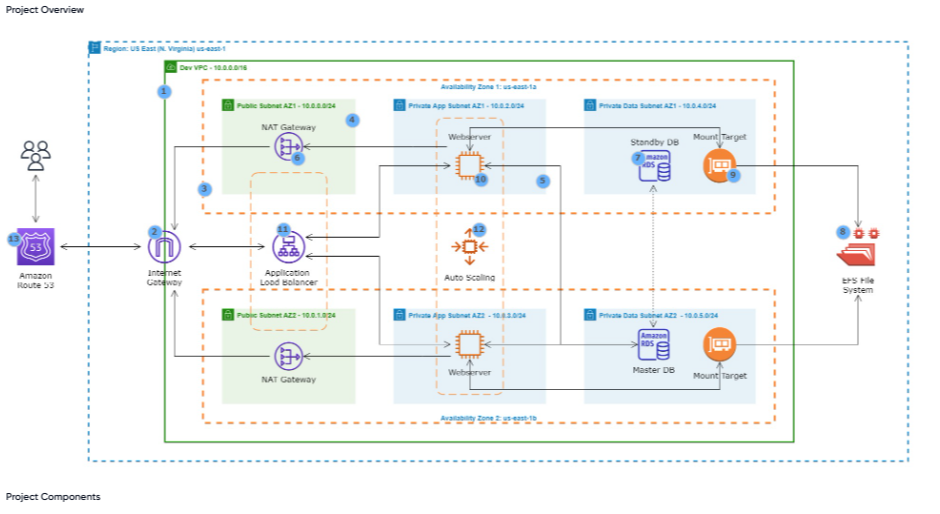 Project Overview
Region: US East (N. Virginia) us-east-1
Dev VPC - 10.0.0.0/16
1
Availability Zone 1: us-east-1a
Public Subnet AZ1 - 10.0.0.0/24
Private App Subnet AZ1 - 10.0.2.0/24
Private Data Subnet AZ1 - 10.0.4.0/24
4
NAT Gateway
6
Webserver
10
5
Standby DB
7
Amazon
RDS
Mount Target
9
3
13
53
Amazon
Route 53
2
Internet
Gateway
11
Application
Load Balancer
12
Auto Scaling
8
EFS File
System
Public Subnet AZ2 - 10.0.1.0/24
Private App Subnet AZ2 - 10.0.3.0/24
Private Data Subnet AZ2 - 10.0.5.0/24
NAT Gateway
Webserver
Amazon
RDS
Master DB
Mount Target
Availability Zone 2: us-east-1b
Project Components